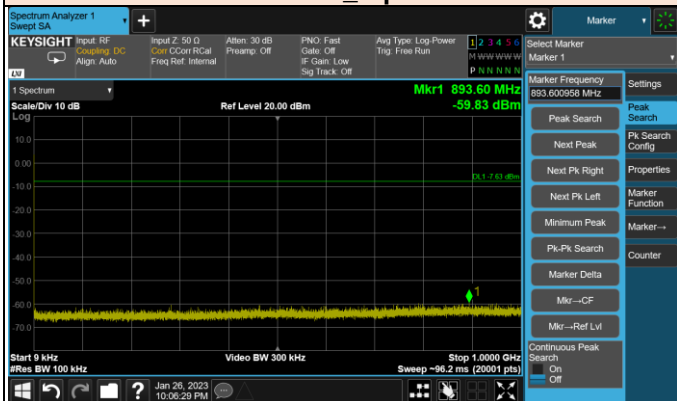 Spectrum Analyzer 1
Swept SA
Marker
KEYSIGHT
Input: RF
Coupling: DC
Align: Auto
Input Z: 50 Ω
Corr CCorr RCal
Freq Ref: Internal
Atten: 30 dB
Preamp: Off
PNO: Fast
Gate: Off
IF Gain: Low
Sig Track: Off
Avg Type: Log-Power
Trig: Free Run
1 2 3 4 5 6
M W W W W W
P N N N N N
LXI
Select Marker
Marker 1
1 Spectrum
Mkr1 893.60 MHz
Scale/Div 10 dB
Ref Level 20.00 dBm
-59.83 dBm
Log
10.0
0.00
-10.0
-20.0
-30.0
-40.0
-50.0
-60.0
-70.0
DL1 -7.63 dBm
1
Start 9 kHz
Video BW 300 kHz
Stop 1.0000 GHz
#Res BW 100 kHz
Sweep ~96.2 ms (20001 pts)
Marker Frequency
893.600958 MHz
Peak Search
Next Peak
Next Pk Right
Next Pk Left
Minimum Peak
Pk-Pk Search
Marker Delta
Mkr→CF
Mkr→Ref Lvl
Continuous Peak
Search
On
Off
Settings
Peak
Search
Pk Search
Config
Properties
Marker
Function
Marker→
Counter
?
Jan 26, 2023
10:06:29 PM